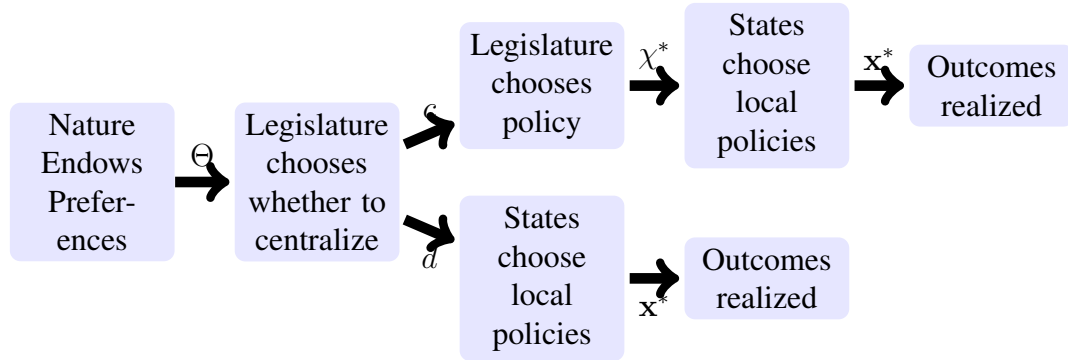 Nature
Endows
Prefer-
ences
Θ
Legislature
chooses
whether to
centralize
c
Legislature
chooses
policy
χ*
States
choose
local
policies
x*
Outcomes
realized
d
States
choose
local
policies
x*
Outcomes
realized